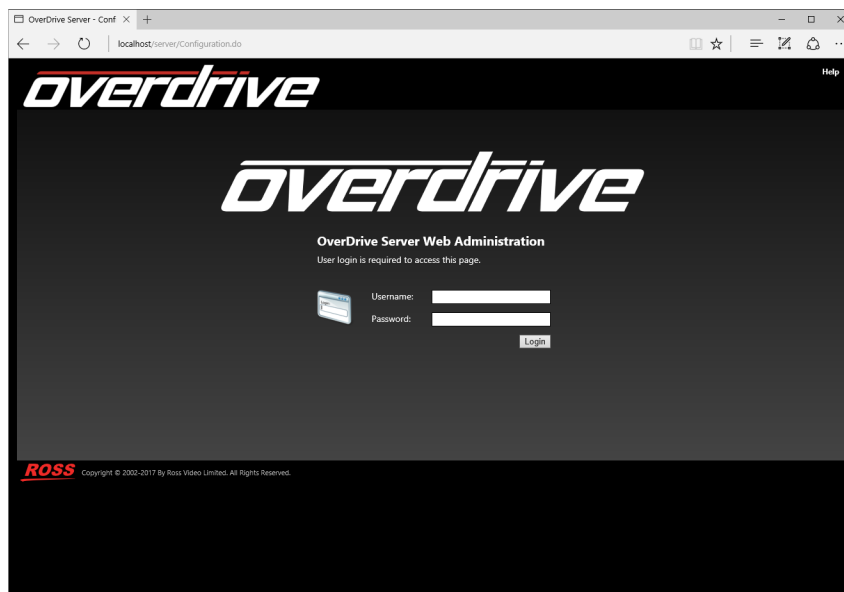 OverDrive Server - Conf
localhost/server/Configuration.do
Help
overdrive
overdrive
OverDrive Server Web Administration
User login is required to access this page.
Username:
Password:
Login
ROSS Copyright © 2002-2017 By Ross Video Limited. All Rights Reserved.